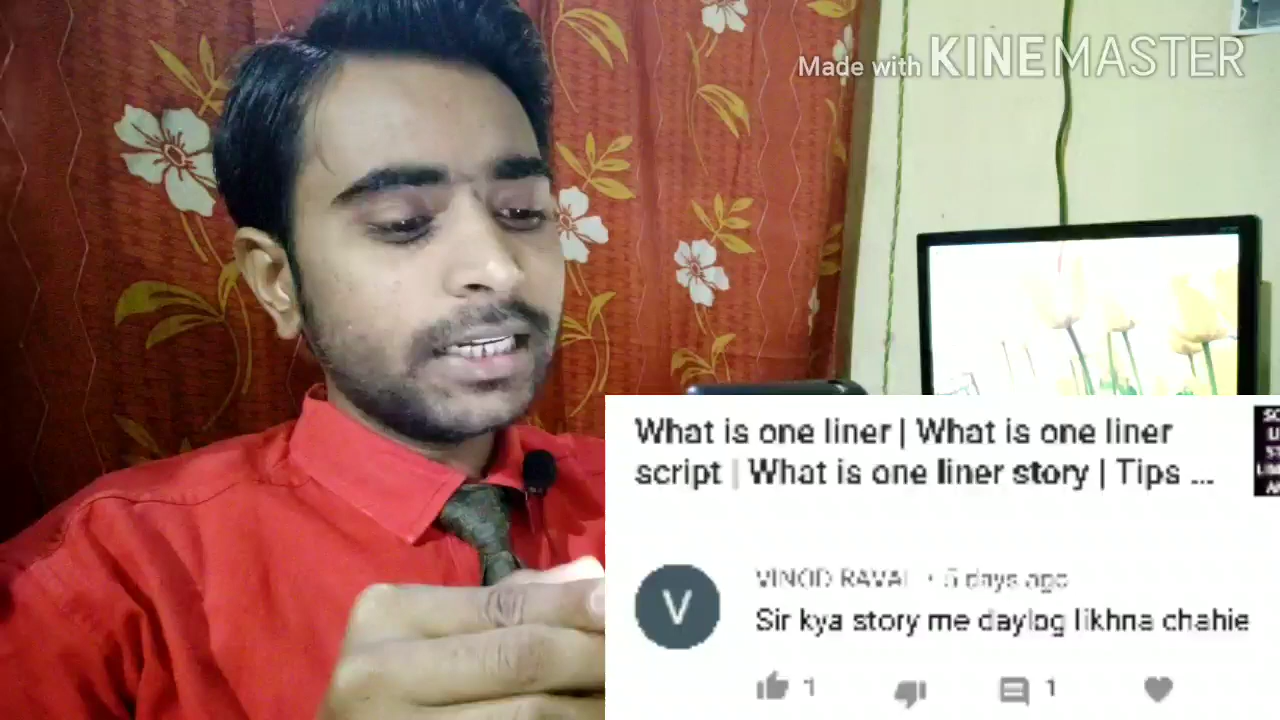 Made with KINEMASTER
What is one liner | What is one liner
script | What is one liner story | Tips ...
VINOD RAVAL • 5 days ago
V
Sir kya story me daylog likhna chahie
1 1